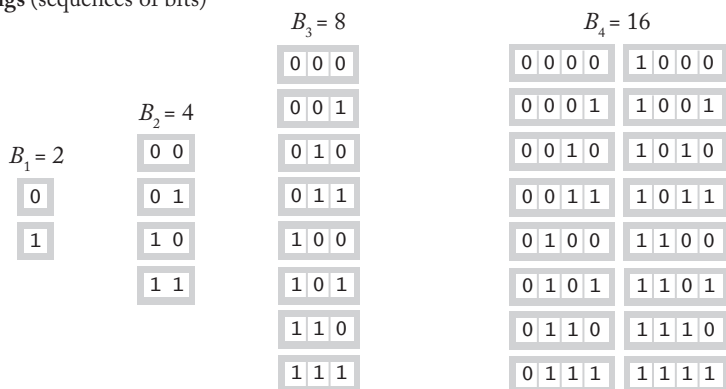 (sequences of bits)
B1 = 2
0
1
B2 = 4
0 0
0 1
1 0
1 1
B3 = 8
0 0 0
0 0 1
0 1 0
0 1 1
1 0 0
1 0 1
1 1 0
1 1 1
B4 = 16
0 0 0 0 1 0 0 0
0 0 0 1 1 0 0 1
0 0 1 0 1 0 1 0
0 0 1 1 1 0 1 1
0 1 0 0 1 1 0 0
0 1 0 1 1 1 0 1
0 1 1 0 1 1 1 0
0 1 1 1 1 1 1 1